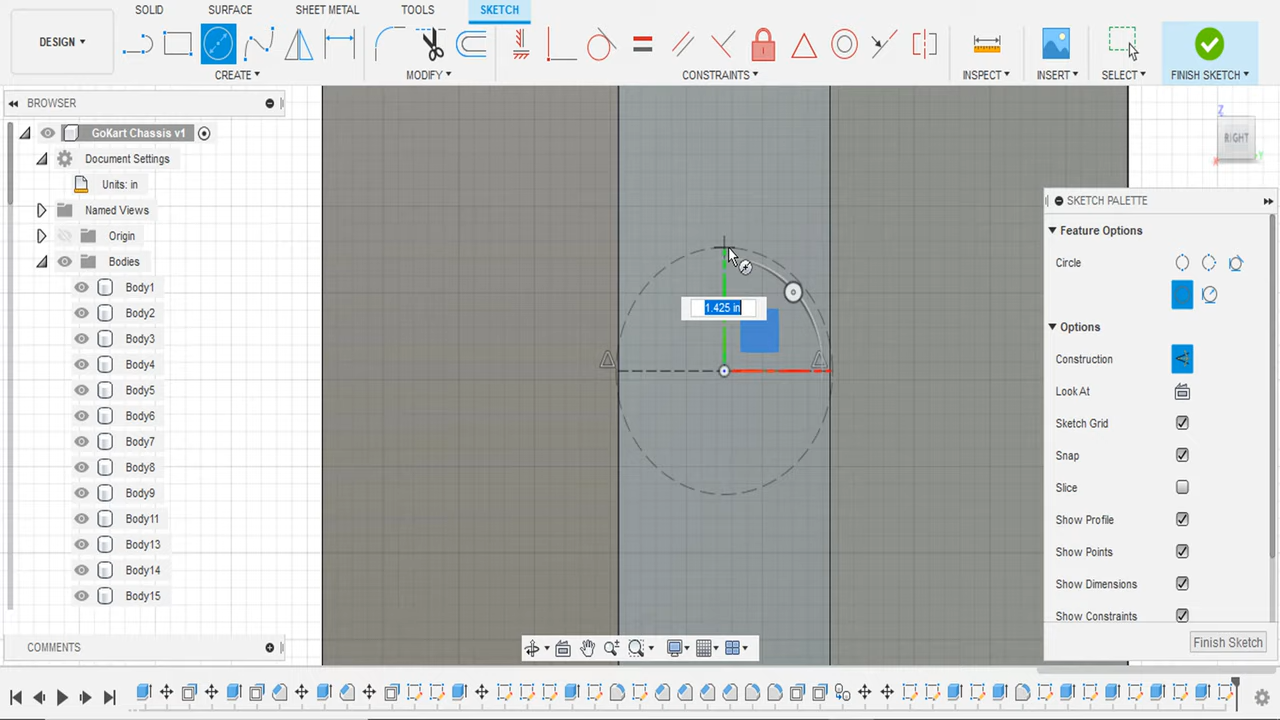 SOLID SURFACE SHEET METAL TOOLS SKETCH
DESIGN
CREATE MODIFY CONSTRAINTS INSPECT INSERT SELECT FINISH SKETCH
BROWSER
GoKart Chassis v1
Document Settings
Units: in
Named Views
Origin
Bodies
Body1
Body2
Body3
Body4
Body5
Body6
Body7
Body8
Body9
Body11
Body13
Body14
Body15
COMMENTS
1.425 in
Z
RIGHT
X
Y
SKETCH PALETTE
Feature Options
Circle
Options
Construction
Look At
Sketch Grid
Snap
Slice
Show Profile
Show Points
Show Dimensions
Show Constraints
Finish Sketch